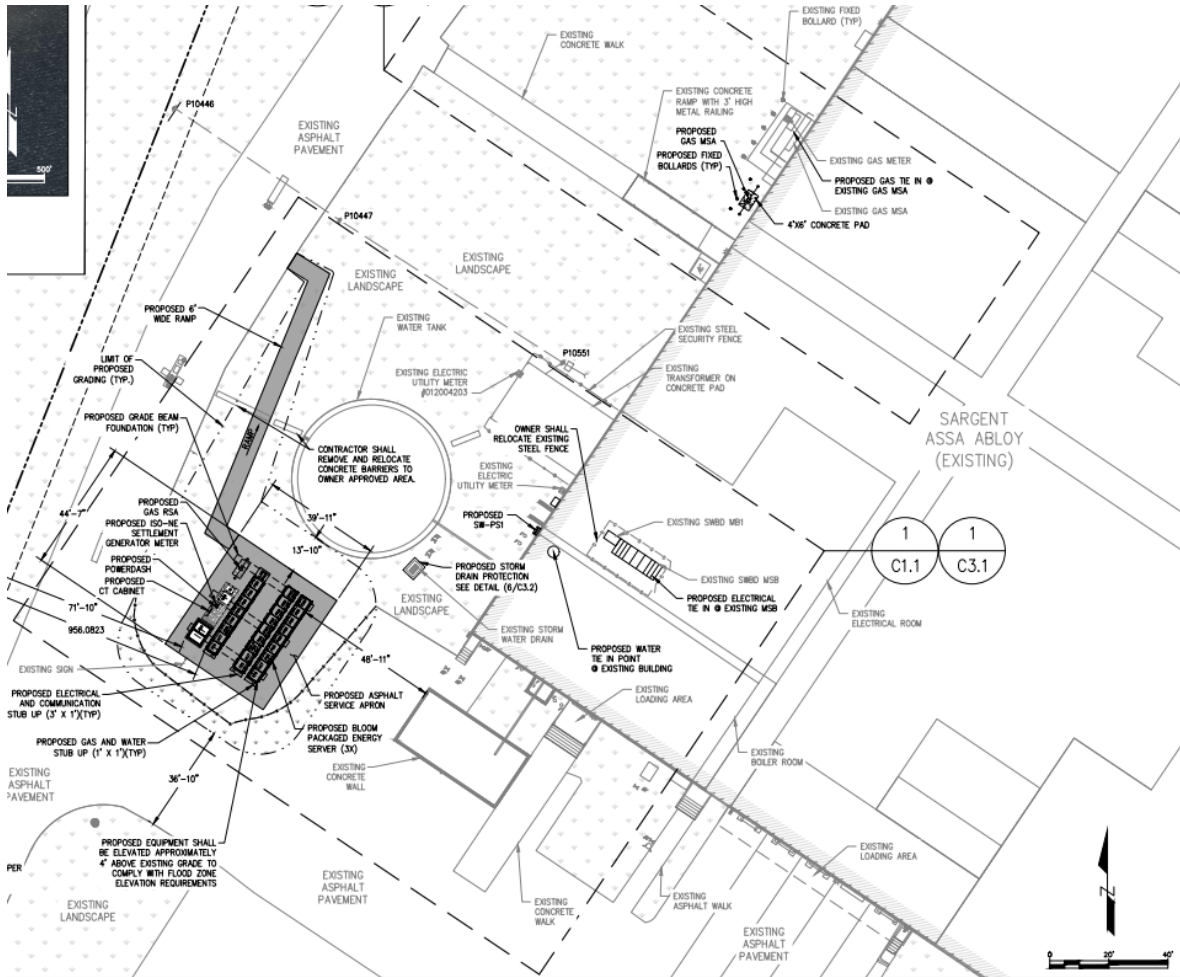 EXISTING FIXED
BOLLARD (TYP)
EXISTING
CONCRETE WALK
EXISTING CONCRETE
RAMP WITH 3' HIGH
METAL RAILING
P10446
EXISTING
ASPHALT
PAVEMENT
PROPOSED
GAS MSA
PROPOSED FIXED
BOLLARDS (TYP)
EXISTING GAS METER
PROPOSED GAS TIE IN @
EXISTING GAS MSA
EXISTING GAS MSA
4'X6' CONCRETE PAD
500'
P10447
EXISTING
LANDSCAPE
EXISTING
LANDSCAPE
PROPOSED 6'
WIDE RAMP
EXISTING
WATER TANK
EXISTING STEEL
SECURITY FENCE
P10551
LIMIT OF
PROPOSED
GRADING (TYP.)
EXISTING ELECTRIC
UTILITY METER
#012004203
EXISTING
TRANSFORMER ON
CONCRETE PAD
PROPOSED GRADE BEAM
FOUNDATION (TYP)
RAMP
OWNER SHALL
RELOCATE EXISTING
STEEL FENCE
SARGENT
ASSA ABLOY
(EXISTING)
CONTRACTOR SHALL
REMOVE AND RELOCATE
CONCRETE BARRIERS TO
OWNER APPROVED AREA.
EXISTING
ELECTRIC
UTILITY METER
44'-7"
PROPOSED
GAS RSA
PROPOSED ISO-NE
SETTLEMENT
GENERATOR METER
PROPOSED
POWERDASH
PROPOSED
CT CABINET
39'-11"
13'-10"
PROPOSED
SW-PS1
EXISTING SWBD MB1
1
C1.1
1
C3.1
PROPOSED STORM
DRAIN PROTECTION
SEE DETAIL (6/C3.2)
EXISTING SWBD MSB
PROPOSED ELECTRICAL
TIE IN @ EXISTING MSB
71'-10"
956.0823
EXISTING
LANDSCAPE
EXISTING
ELECTRICAL ROOM
EXISTING STORM
WATER DRAIN
PROPOSED WATER
TIE IN POINT
@ EXISTING BUILDING
EXISTING SIGN
48'-11"
PROPOSED ELECTRICAL
AND COMMUNICATION
STUB UP (3' X 1')(TYP)
PROPOSED ASPHALT
SERVICE APRON
EXISTING
LOADING AREA
PROPOSED GAS AND WATER
STUB UP (1' X 1')(TYP)
PROPOSED BLOOM
PACKAGED ENERGY
SERVER (3X)
EXISTING
BOILER ROOM
EXISTING
CONCRETE
WALL
EXISTING
ASPHALT
PAVEMENT
36'-10"
PROPOSED EQUIPMENT SHALL
BE ELEVATED APPROXIMATELY
4' ABOVE EXISTING GRADE TO
COMPLY WITH FLOOD ZONE
ELEVATION REQUIREMENTS
PER
EXISTING
LANDSCAPE
EXISTING
ASPHALT
PAVEMENT
EXISTING
CONCRETE
WALK
EXISTING
ASPHALT WALK
EXISTING
LOADING AREA
EXISTING
ASPHALT
PAVEMENT
N
0 20' 40'